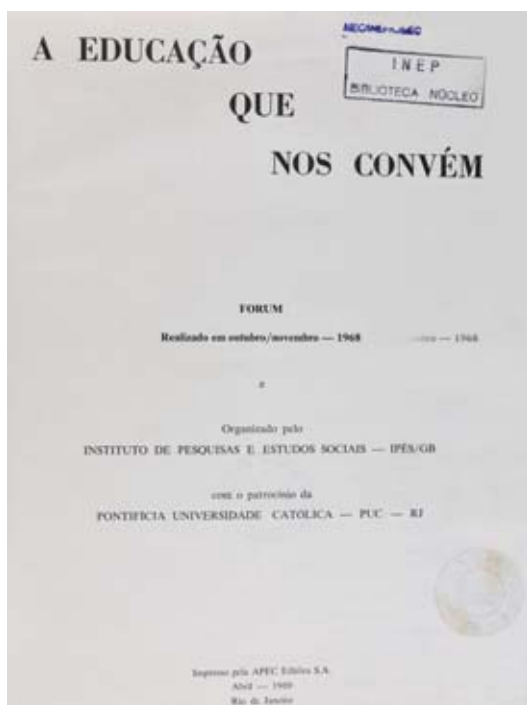 A EDUCAÇÃO
QUE
NOS CONVÉM
INEP
BIBLIOTECA NÚCLEO
FORUM
Realizado em outubro/novembro — 1968
— 1968
Organizado pelo
INSTITUTO DE PESQUISAS E ESTUDOS SOCIAIS — IPÊS/GB
com o patrocínio da
PONTIFÍCIA UNIVERSIDADE CATÓLICA — PUC — RJ
Impresso pela APEC Editôra S.A.
Abril — 1969
Rio de Janeiro